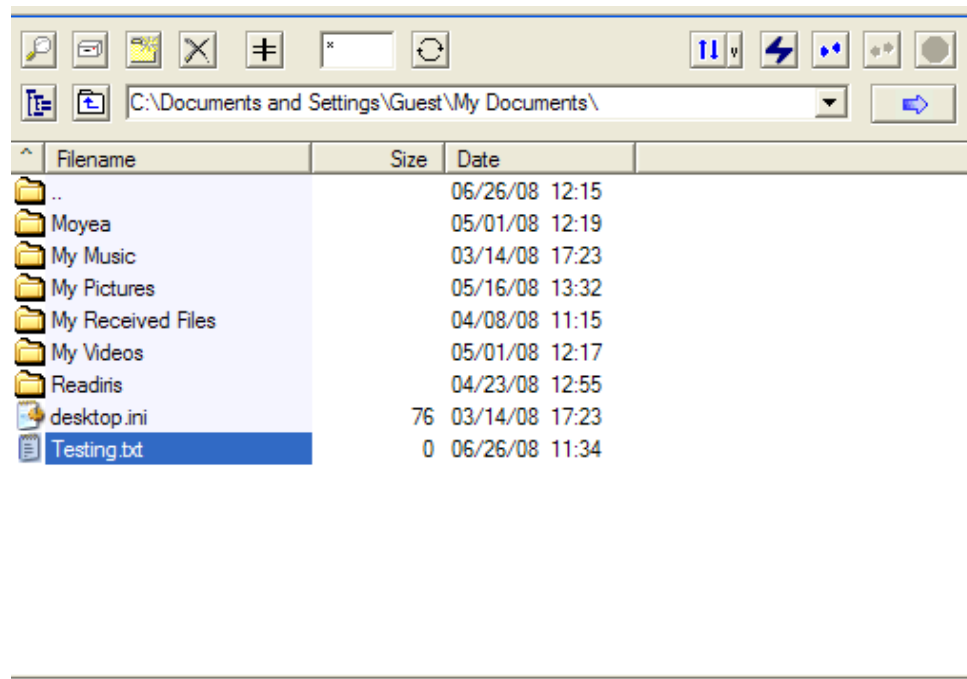 *
C:\Documents and Settings\Guest\My Documents\
^ Filename Size Date
.. 06/26/08 12:15
Moyea 05/01/08 12:19
My Music 03/14/08 17:23
My Pictures 05/16/08 13:32
My Received Files 04/08/08 11:15
My Videos 05/01/08 12:17
Readiris 04/23/08 12:55
desktop.ini 76 03/14/08 17:23
Testing.txt 0 06/26/08 11:34